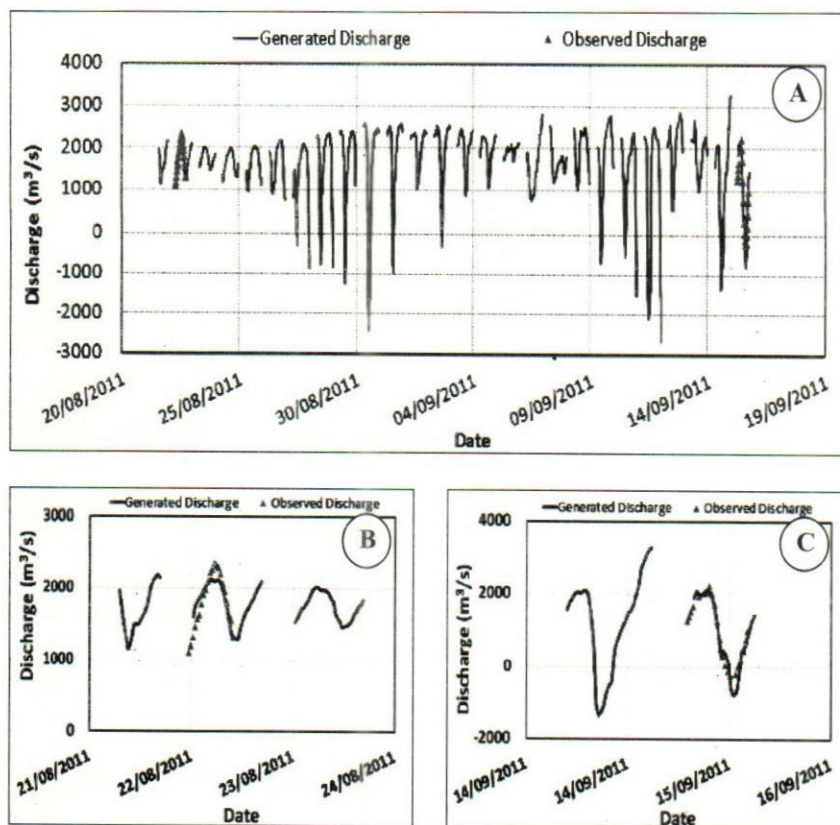 Generated Discharge Observed Discharge
A
4000
3000
2000
1000
0
-1000
-2000
-3000
Discharge (m³/s)
20/08/2011 25/08/2011 30/08/2011 04/09/2011 09/09/2011 14/09/2011 19/09/2011
Date
Generated Discharge Observed Discharge
B
3000
2000
1000
0
Discharge (m³/s)
21/08/2011 22/08/2011 23/08/2011 24/08/2011
Date
Generated Discharge Observed Discharge
C
4000
2000
0
-2000
Discharge (m³/s)
14/09/2011 14/09/2011 15/09/2011 16/09/2011
Date